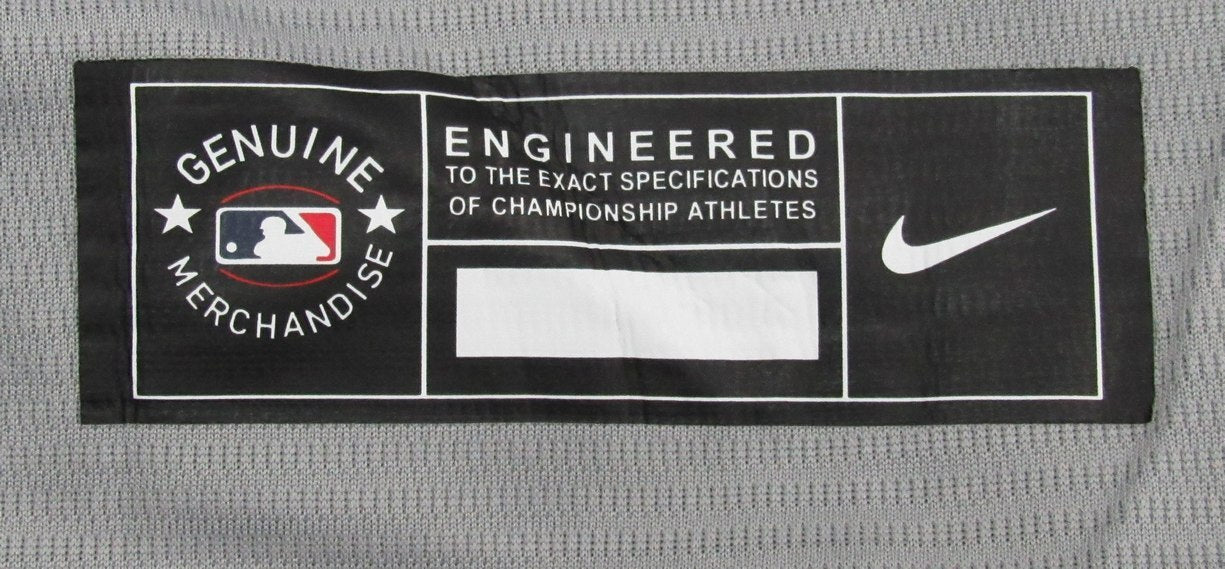 GENUINE
MERCHANDISE
ENGINEERED
TO THE EXACT SPECIFICATIONS
OF CHAMPIONSHIP ATHLETES